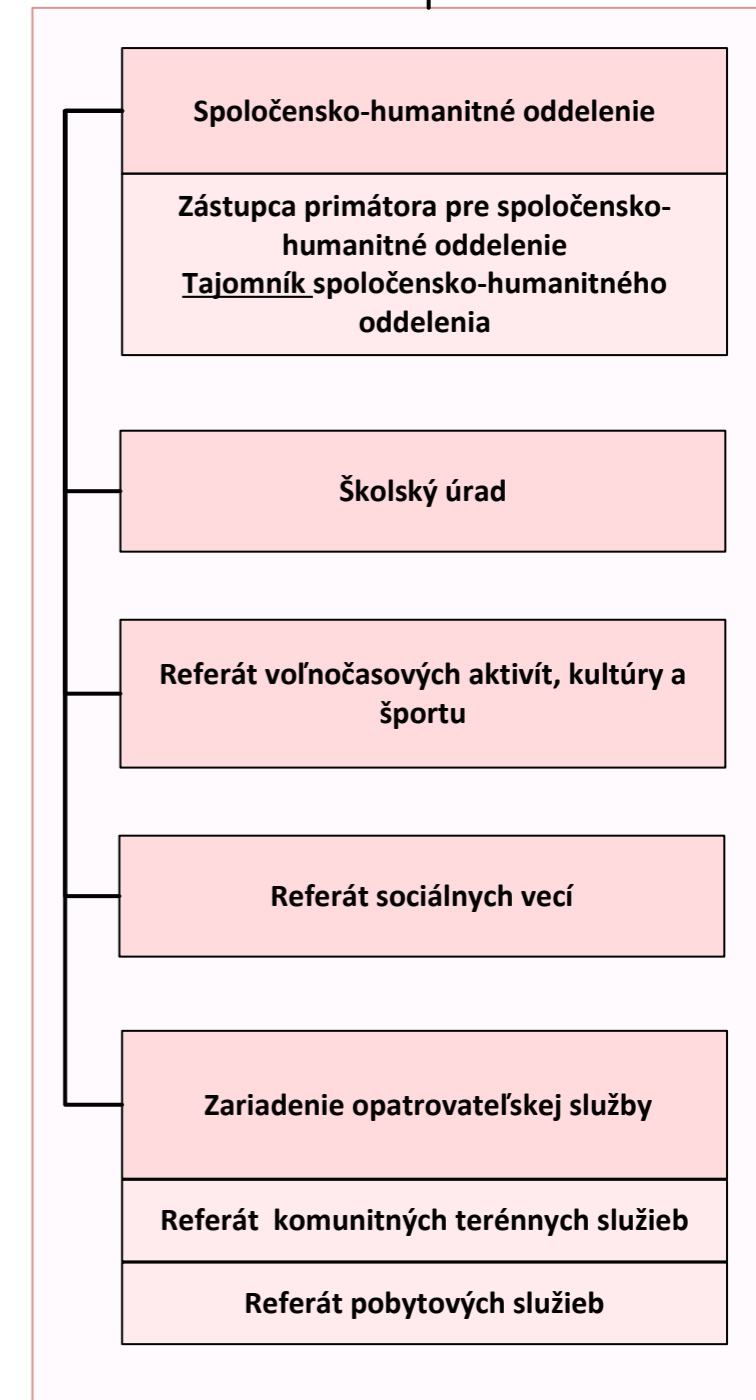 Spoločensko-humanitné oddelenie
Zástupca primátora pre spoločensko-
humanitné oddelenie
Tajomník spoločensko-humanitného
oddelenia
Školský úrad
Referát voľnočasových aktivít, kultúry a
športu
Referát sociálnych vecí
Zariadenie opatrovateľskej služby
Referát  komunitných terénnych služieb
Referát pobytových služieb